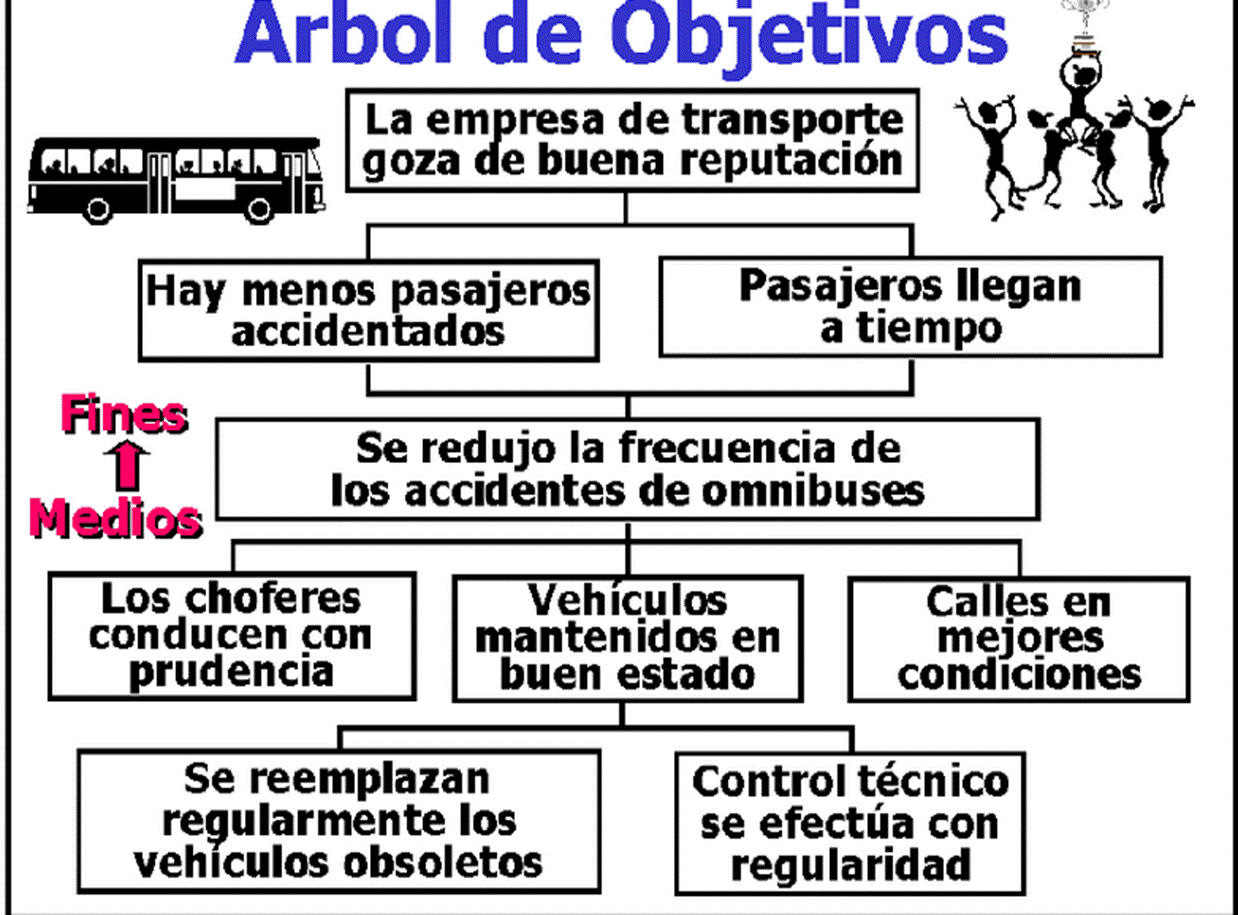 Árbol de Objetivos
La empresa de transporte
goza de buena reputación
Hay menos pasajeros
accidentados
Pasajeros llegan
a tiempo
Fines
Medios
Se redujo la frecuencia de
los accidentes de omnibuses
Los choferes
conducen con
prudencia
Vehículos
mantenidos en
buen estado
Calles en
mejores
condiciones
Se reemplazan
regularmente los
vehículos obsoletos
Control técnico
se efectúa con
regularidad